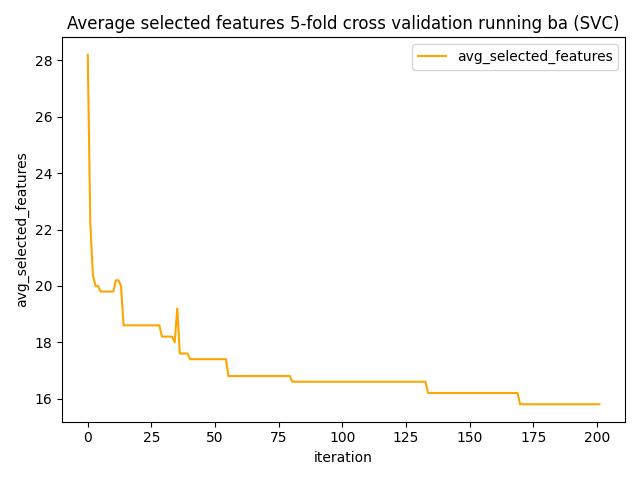 Average selected features 5-fold cross validation running ba (SVC)
avg_selected_features
avg_selected_features
28
26
24
22
20
18
16
0 25 50 75 100 125 150 175 200
iteration